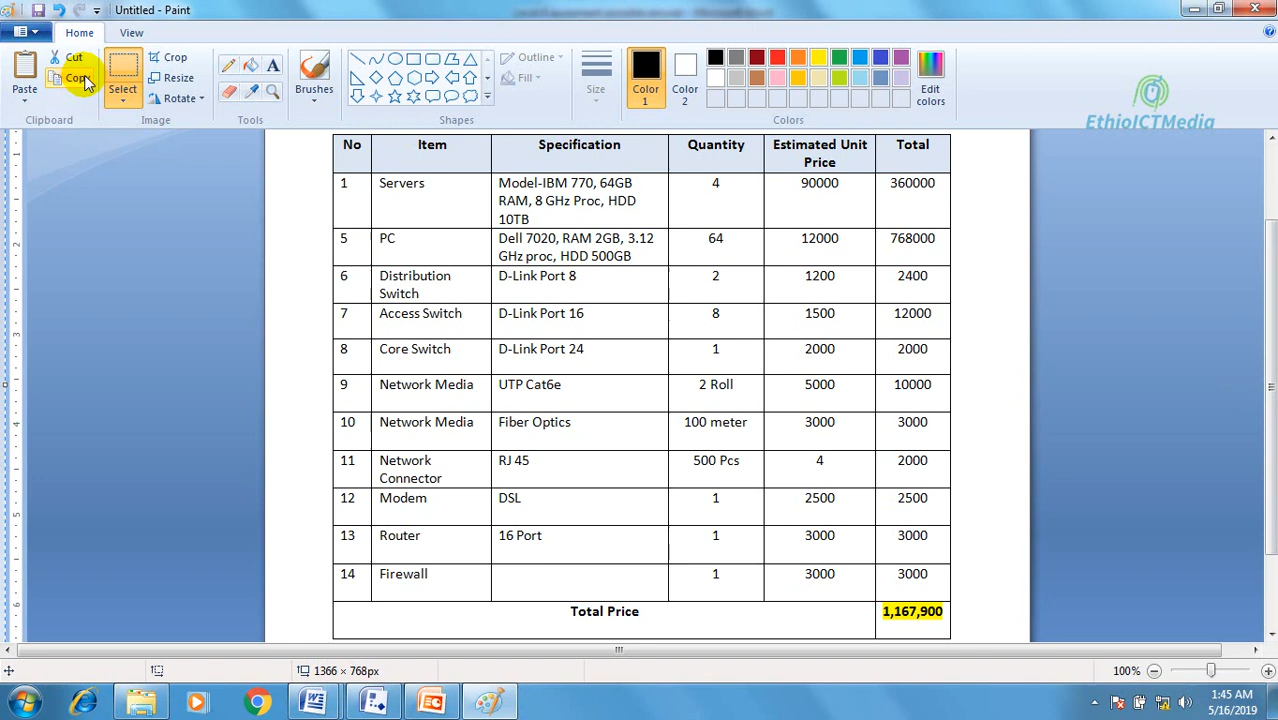 Untitled - Paint
Home View
Cut
Copy
Paste
Clipboard
Select
Crop
Resize
Rotate
Image
Tools
Brushes
Shapes
Outline
Fill
Size
Color 1
Color 2
Edit colors
Colors
EthioICTMedia
No Item Specification Quantity Estimated Unit Total
Price
1 Servers Model-IBM 770, 64GB 4 90000 360000
RAM, 8 GHz Proc, HDD
10TB
5 PC Dell 7020, RAM 2GB, 3.12 64 12000 768000
GHz proc, HDD 500GB
6 Distribution D-Link Port 8 2 1200 2400
Switch
7 Access Switch D-Link Port 16 8 1500 12000
8 Core Switch D-Link Port 24 1 2000 2000
9 Network Media UTP Cat6e 2 Roll 5000 10000
10 Network Media Fiber Optics 100 meter 3000 3000
11 Network RJ 45 500 Pcs 4 2000
Connector
12 Modem DSL 1 2500 2500
13 Router 16 Port 1 3000 3000
14 Firewall 1 3000 3000
Total Price 1,167,900
1366 × 768px 100%
1:45 AM
5/16/2019